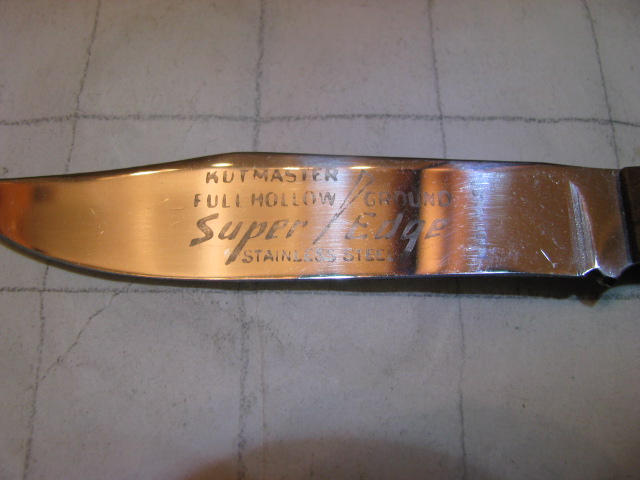 KUTMASTER
FULL HOLLOW / GROUND
Super / Edge
STAINLESS STEEL